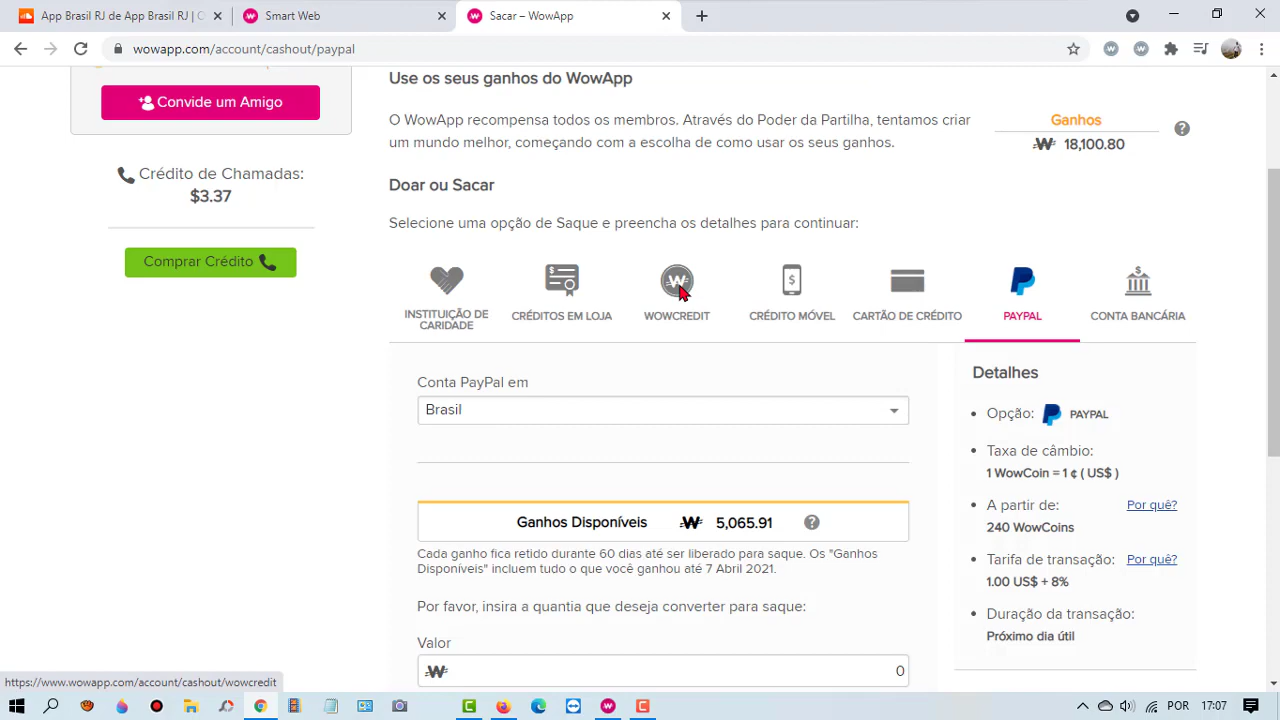 App Brasil RJ de App Brasil RJ | O
Smart Web
Sacar – WowApp
wowapp.com/account/cashout/paypal
Convide um Amigo
Crédito de Chamadas:
$3.37
Comprar Crédito
Use os seus ganhos do WowApp
O WowApp recompensa todos os membros. Através do Poder da Partilha, tentamos criar
um mundo melhor, começando com a escolha de como usar os seus ganhos.
Ganhos
18,100.80
Doar ou Sacar
Selecione uma opção de Saque e preencha os detalhes para continuar:
INSTITUIÇÃO DE
CARIDADE
CRÉDITOS EM LOJA
WOWCREDIT
CRÉDITO MÓVEL
CARTÃO DE CRÉDITO
PAYPAL
CONTA BANCÁRIA
Conta PayPal em
Brasil
Ganhos Disponíveis 5,065.91
Cada ganho fica retido durante 60 dias até ser liberado para saque. Os "Ganhos
Disponíveis" incluem tudo o que você ganhou até 7 Abril 2021.
Por favor, insira a quantia que deseja converter para saque:
Valor
0
Detalhes
Opção: PAYPAL
Taxa de câmbio:
1 WowCoin = 1 ¢ ( US$ )
A partir de: Por quê?
240 WowCoins
Tarifa de transação: Por quê?
1.00 US$ + 8%
Duração da transação:
Próximo dia útil
https://www.wowapp.com/account/cashout/wowcredit
POR 17:07